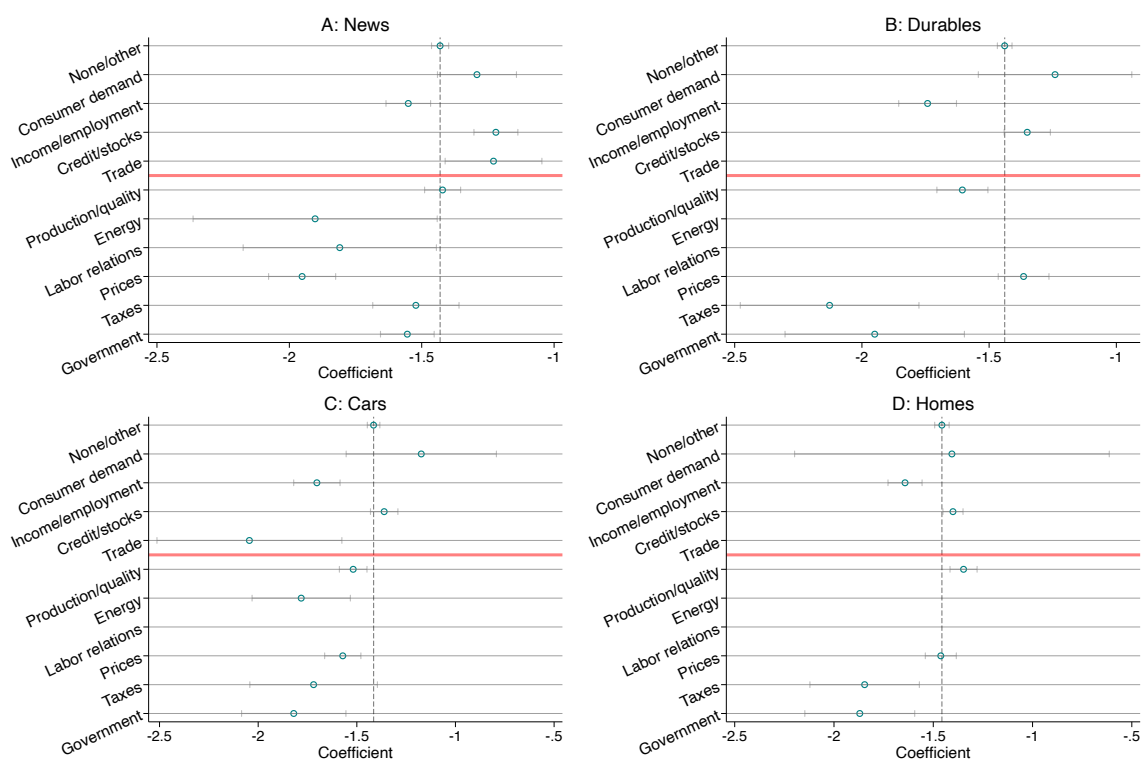 A: News
None/other
Consumer demand
Income/employment
Credit/stocks
Trade
Production/quality
Energy
Labor relations
Prices
Taxes
Government
-2.5 -2 -1.5 -1
Coefficient
B: Durables
None/other
Consumer demand
Income/employment
Credit/stocks
Trade
Production/quality
Energy
Labor relations
Prices
Taxes
Government
-2.5 -2 -1.5 -1
Coefficient
C: Cars
None/other
Consumer demand
Income/employment
Credit/stocks
Trade
Production/quality
Energy
Labor relations
Prices
Taxes
Government
-2.5 -2 -1.5 -1 -.5
Coefficient
D: Homes
None/other
Consumer demand
Income/employment
Credit/stocks
Trade
Production/quality
Energy
Labor relations
Prices
Taxes
Government
-2.5 -2 -1.5 -1 -.5
Coefficient